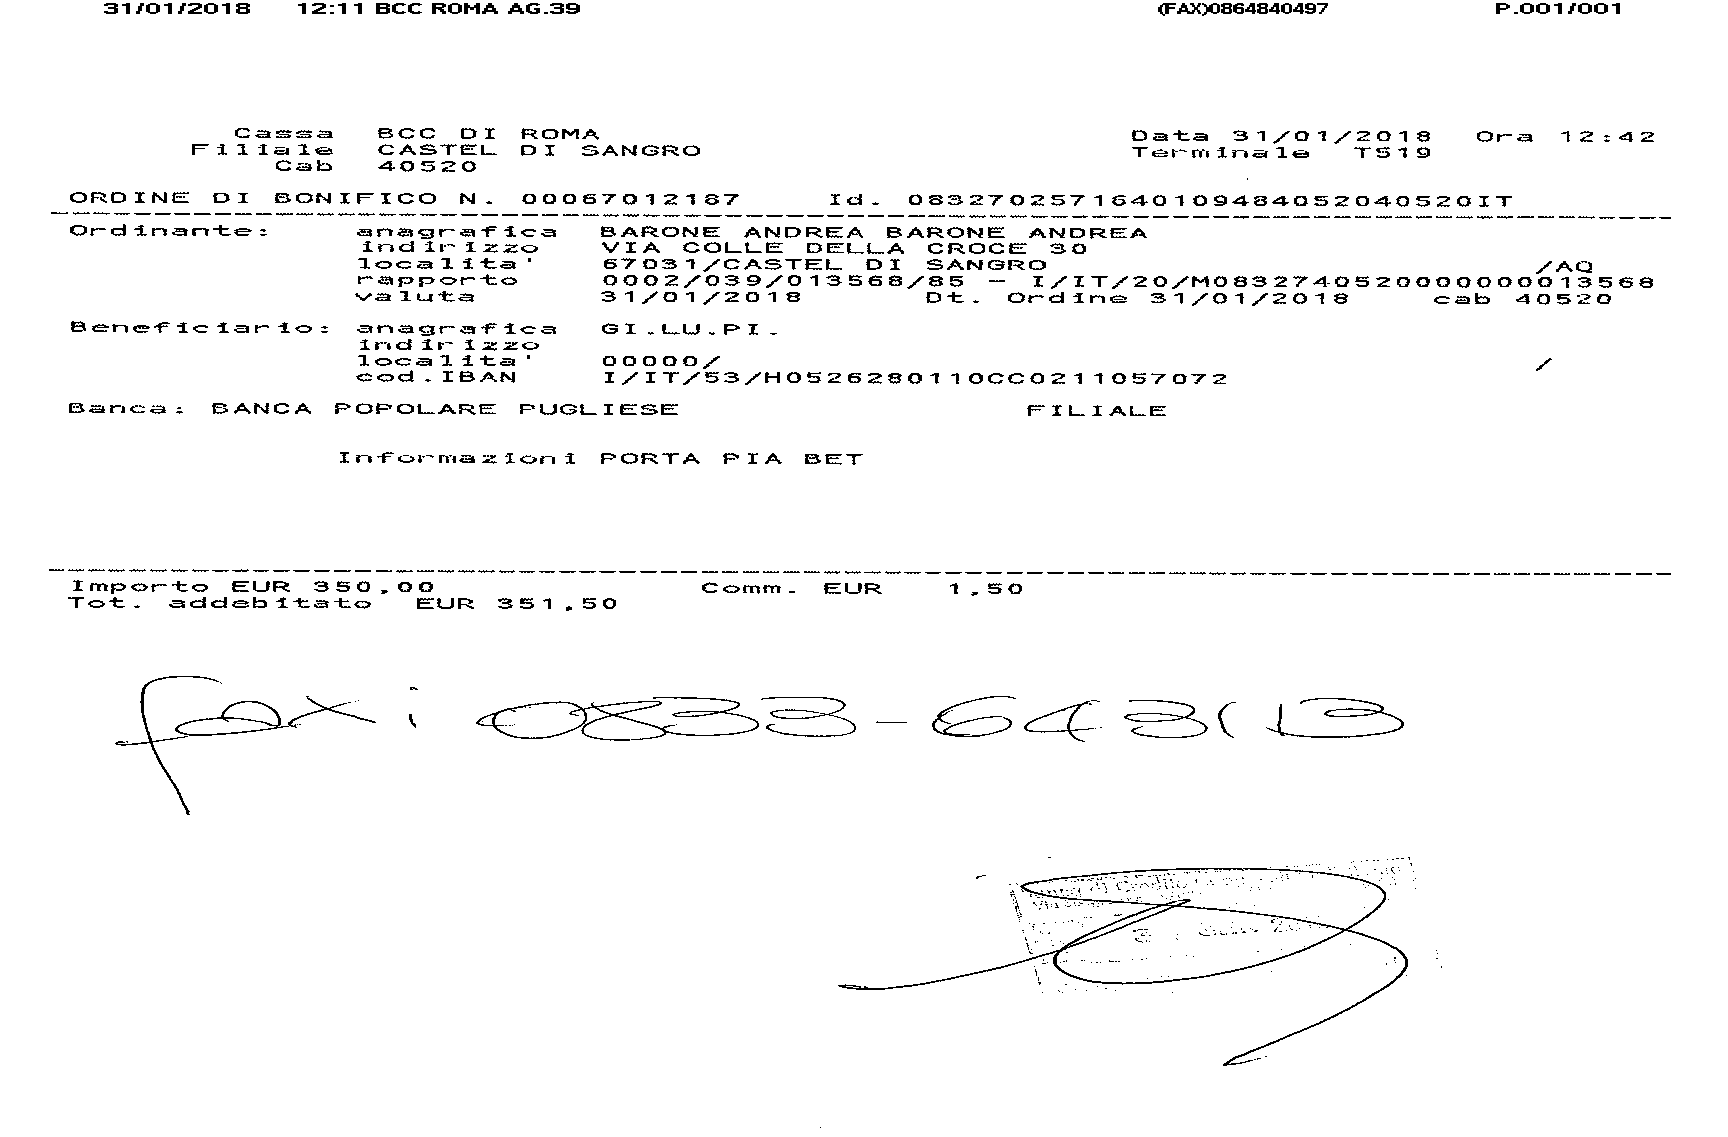 31/01/2018 12:11 BCC ROMA AG.39 (FAX)0864840497 P.001/001
Cassa BCC DI ROMA Data 31/01/2018 Ora 12:42
Filiale CASTEL DI SANGRO Terminale TS19
Cab 40520
ORDINE DI BONIFICO N. 00067012187 Id. 0832702571640109484052040520IT
Ordinante: anagrafica BARONE ANDREA BARONE ANDREA
indirizzo VIA COLLE DELLA CROCE 30
localita' 67031/CASTEL DI SANGRO /AQ
rapporto 0002/039/013568/85 - I/IT/20/M0832740520000000013568
valuta 31/01/2018 Dt. Ordine 31/01/2018 cab 40520
Beneficiario: anagrafica GI.LU.PI.
indirizzo
localita' 00000/ /
cod.IBAN I/IT/53/H0526280110CC0211057072
Banca: BANCA POPOLARE PUGLIESE FILIALE
Informazioni PORTA PIA BET
Importo EUR 350,00 Comm. EUR 1,50
Tot. addebitato EUR 351,50
fax: 0833-643113
di Credito